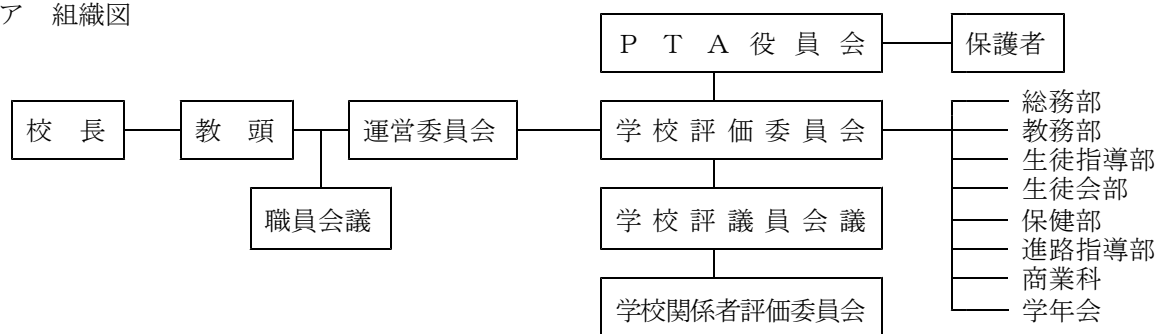 ア 組織図
PTA役員会
保護者
校長
教頭
運営委員会
学校評価委員会
職員会議
学校評議員会議
学校関係者評価委員会
総務部
教務部
生徒指導部
生徒会部
保健部
進路指導部
商業科
学年会